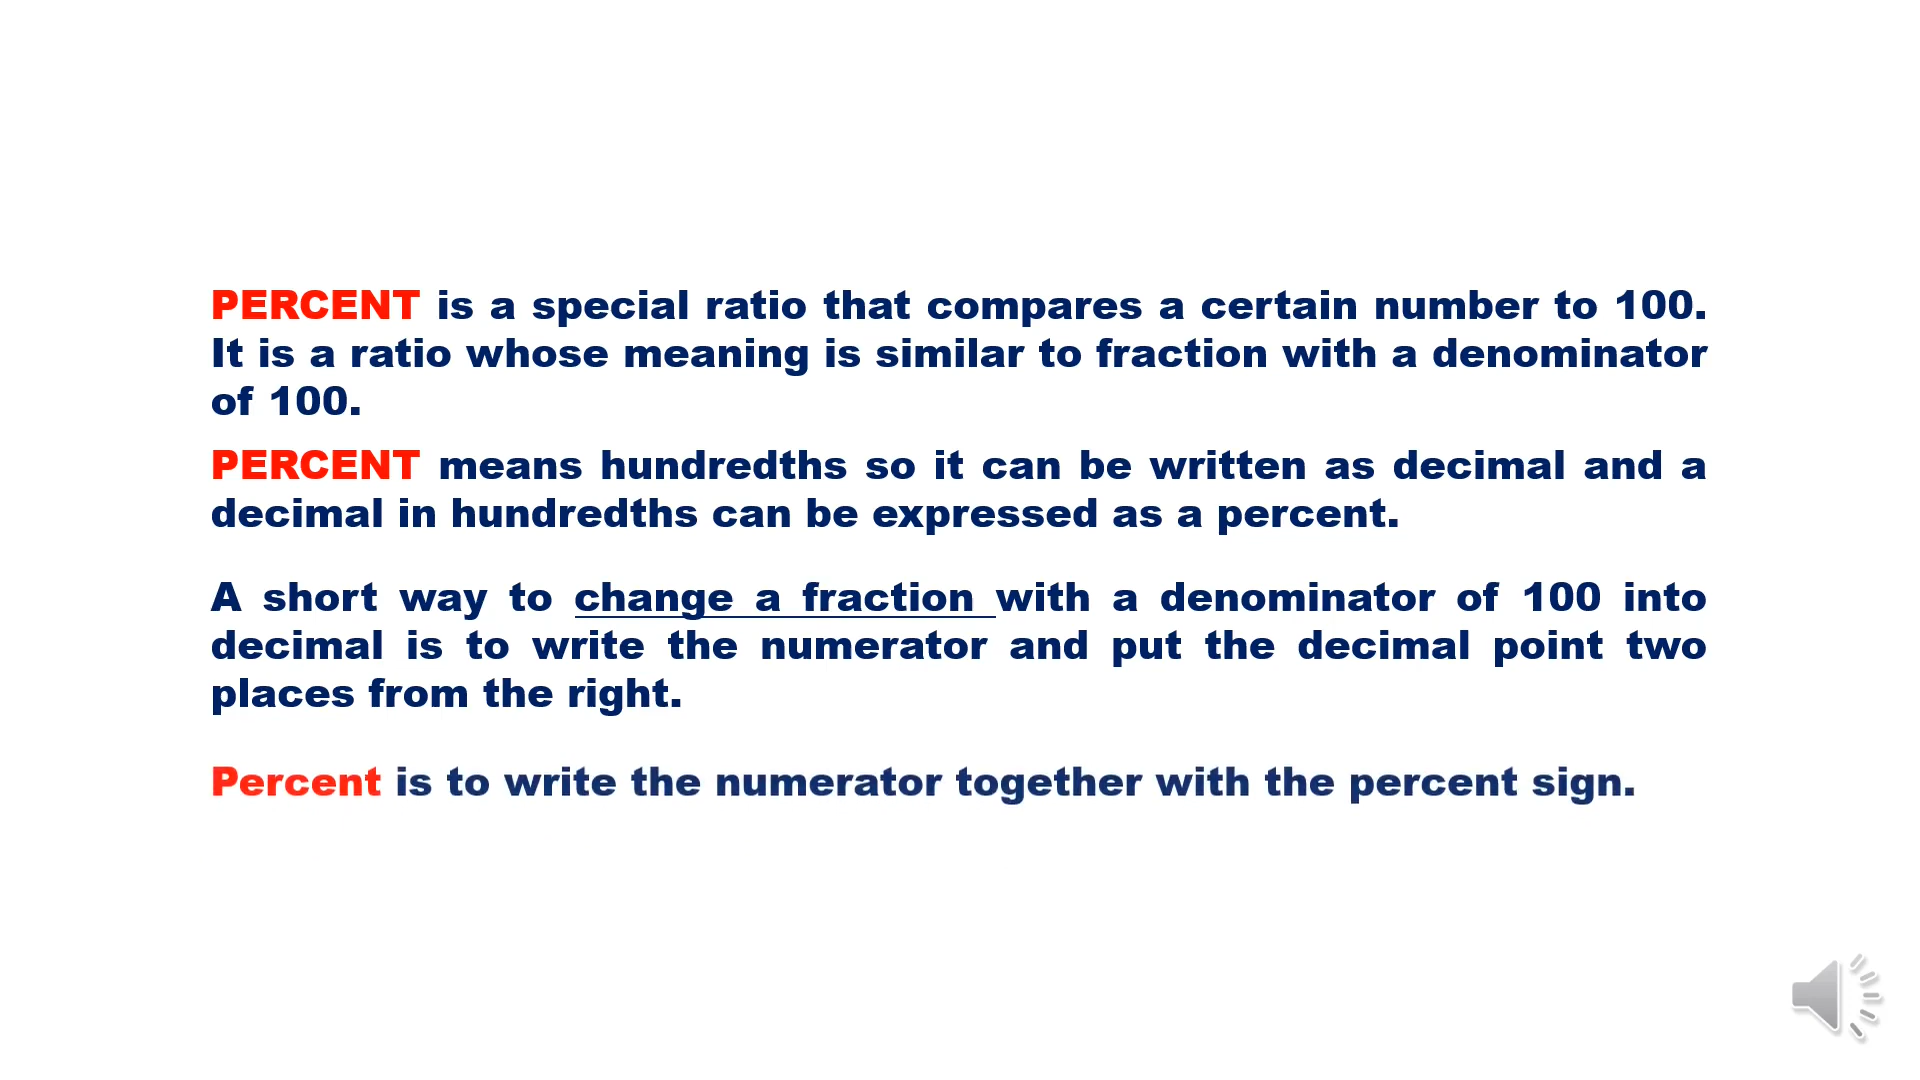 PERCENT is a special ratio that compares a certain number to 100.
It is a ratio whose meaning is similar to fraction with a denominator
of 100.
PERCENT means hundredths so it can be written as decimal and a
decimal in hundredths can be expressed as a percent.
A short way to change a fraction with a denominator of 100 into
decimal is to write the numerator and put the decimal point two
places from the right.
Percent is to write the numerator together with the percent sign.